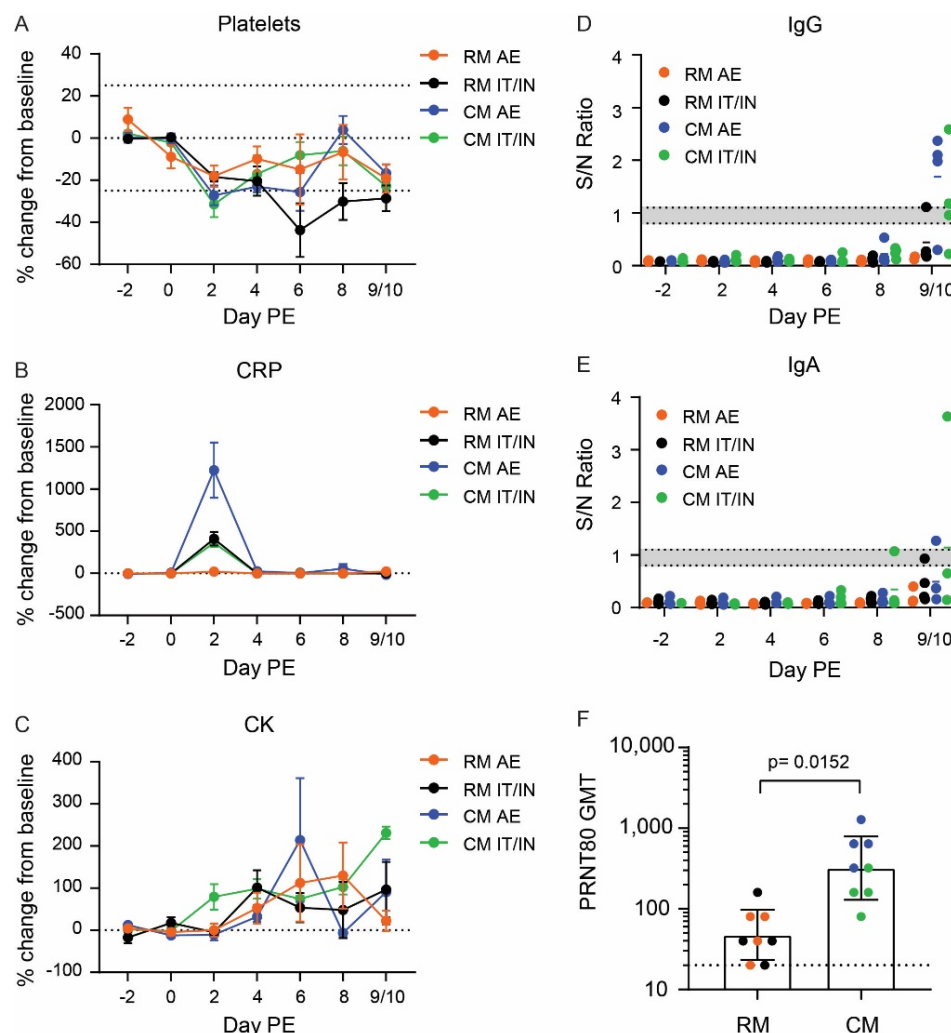 A
Platelets
% change from baseline
40
20
0
-20
-40
-60
-2 0 2 4 6 8 9/10
Day PE
RM AE
RM IT/IN
CM AE
CM IT/IN
B
CRP
% change from baseline
2000
1500
1000
500
0
-500
-2 0 2 4 6 8 9/10
Day PE
RM AE
RM IT/IN
CM AE
CM IT/IN
C
CK
% change from baseline
400
300
200
100
0
-100
-2 0 2 4 6 8 9/10
Day PE
RM AE
RM IT/IN
CM AE
CM IT/IN
D
IgG
S/N Ratio
4
3
2
1
0
RM AE
RM IT/IN
CM AE
CM IT/IN
-2 2 4 6 8 9/10
Day PE
E
IgA
S/N Ratio
4
3
2
1
0
RM AE
RM IT/IN
CM AE
CM IT/IN
-2 2 4 6 8 9/10
Day PE
F
PRNT80 GMT
10,000
1,000
100
10
p= 0.0152
RM CM